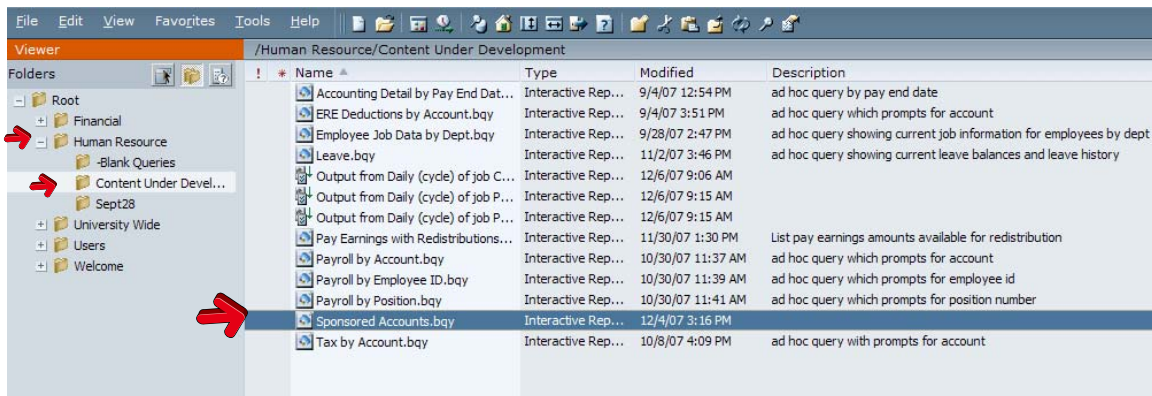 File Edit View Favorites Tools Help
Viewer /Human Resource/Content Under Development
Folders ! * Name Type Modified Description
Root
Financial
Human Resource
-Blank Queries
Content Under Devel...
Sept28
University Wide
Users
Welcome
Accounting Detail by Pay End Dat... Interactive Rep... 9/4/07 12:54 PM ad hoc query by pay end date
ERE Deductions by Account.bqy Interactive Rep... 9/4/07 3:51 PM ad hoc query which prompts for account
Employee Job Data by Dept.bqy Interactive Rep... 9/28/07 2:47 PM ad hoc query showing current job information for employees by dept
Leave.bqy Interactive Rep... 11/2/07 3:46 PM ad hoc query showing current leave balances and leave history
Output from Daily (cycle) of job C... Interactive Rep... 12/6/07 9:06 AM
Output from Daily (cycle) of job P... Interactive Rep... 12/6/07 9:15 AM
Output from Daily (cycle) of job P... Interactive Rep... 12/6/07 9:15 AM
Pay Earnings with Redistributions... Interactive Rep... 11/30/07 1:30 PM List pay earnings amounts available for redistribution
Payroll by Account.bqy Interactive Rep... 10/30/07 11:37 AM ad hoc query which prompts for account
Payroll by Employee ID.bqy Interactive Rep... 10/30/07 11:39 AM ad hoc query which prompts for employee id
Payroll by Position.bqy Interactive Rep... 10/30/07 11:41 AM ad hoc query which prompts for position number
Sponsored Accounts.bqy Interactive Rep... 12/4/07 3:16 PM
Tax by Account.bqy Interactive Rep... 10/8/07 4:09 PM ad hoc query with prompts for account